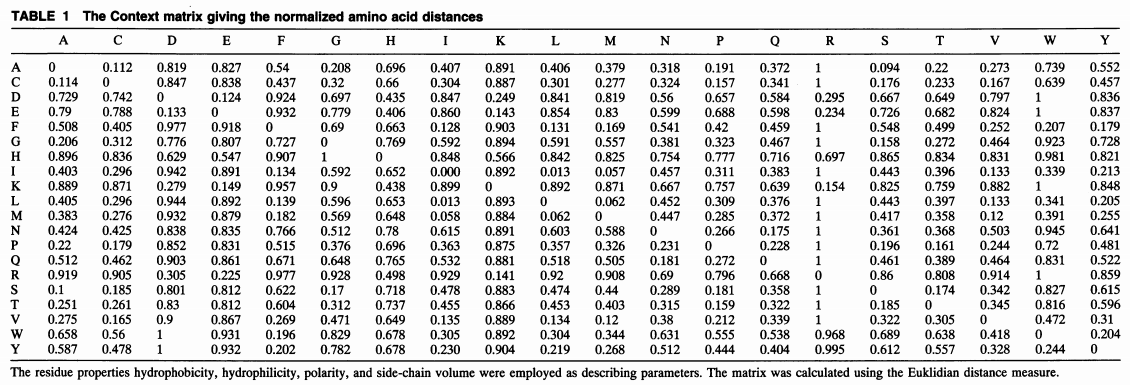 TABLE 1 The Context matrix giving the normalized amino acid distances
A C D E F G H I K L M N P Q R S T V W Y
A 0 0.112 0.819 0.827 0.54 0.208 0.696 0.407 0.891 0.406 0.379 0.318 0.191 0.372 1 0.094 0.22 0.273 0.739 0.552
C 0.114 0 0.847 0.838 0.437 0.32 0.66 0.304 0.887 0.301 0.277 0.324 0.157 0.341 1 0.176 0.233 0.167 0.639 0.457
D 0.729 0.742 0 0.124 0.924 0.697 0.435 0.847 0.249 0.841 0.819 0.56 0.657 0.584 0.295 0.667 0.649 0.797 1 0.836
E 0.79 0.788 0.133 0 0.932 0.779 0.406 0.860 0.143 0.854 0.83 0.599 0.688 0.598 0.234 0.726 0.682 0.824 1 0.837
F 0.508 0.405 0.977 0.918 0 0.69 0.663 0.128 0.903 0.131 0.169 0.541 0.42 0.459 1 0.548 0.499 0.252 0.207 0.179
G 0.206 0.312 0.776 0.807 0.727 0 0.769 0.592 0.894 0.591 0.557 0.381 0.323 0.467 1 0.158 0.272 0.464 0.923 0.728
H 0.896 0.836 0.629 0.547 0.907 1 0 0.848 0.566 0.842 0.825 0.754 0.777 0.716 0.697 0.865 0.834 0.831 0.981 0.821
I 0.403 0.296 0.942 0.891 0.134 0.592 0.652 0.000 0.892 0.013 0.057 0.457 0.311 0.383 1 0.443 0.396 0.133 0.339 0.213
K 0.889 0.871 0.279 0.149 0.957 0.9 0.438 0.899 0 0.892 0.871 0.667 0.757 0.639 0.154 0.825 0.759 0.882 1 0.848
L 0.405 0.296 0.944 0.892 0.139 0.596 0.653 0.013 0.893 0 0.062 0.452 0.309 0.376 1 0.443 0.397 0.133 0.341 0.205
M 0.383 0.276 0.932 0.879 0.182 0.569 0.648 0.058 0.884 0.062 0 0.447 0.285 0.372 1 0.417 0.358 0.12 0.391 0.255
N 0.424 0.425 0.838 0.835 0.766 0.512 0.78 0.615 0.891 0.603 0.588 0 0.266 0.175 1 0.361 0.368 0.503 0.945 0.641
P 0.22 0.179 0.852 0.831 0.515 0.376 0.696 0.363 0.875 0.357 0.326 0.231 0 0.228 1 0.196 0.161 0.244 0.72 0.481
Q 0.512 0.462 0.903 0.861 0.671 0.648 0.765 0.532 0.881 0.518 0.505 0.181 0.272 0 1 0.461 0.389 0.464 0.831 0.522
R 0.919 0.905 0.305 0.225 0.977 0.928 0.498 0.929 0.141 0.92 0.908 0.69 0.796 0.668 0 0.86 0.808 0.914 1 0.859
S 0.1 0.185 0.801 0.812 0.622 0.17 0.718 0.478 0.883 0.474 0.44 0.289 0.181 0.358 1 0 0.174 0.342 0.827 0.615
T 0.251 0.261 0.83 0.812 0.604 0.312 0.737 0.455 0.866 0.453 0.403 0.315 0.159 0.322 1 0.185 0 0.345 0.816 0.596
V 0.275 0.165 0.9 0.867 0.269 0.471 0.649 0.135 0.889 0.134 0.12 0.38 0.212 0.339 1 0.322 0.305 0 0.472 0.31
W 0.658 0.56 1 0.931 0.196 0.829 0.678 0.305 0.892 0.304 0.344 0.631 0.555 0.538 0.968 0.689 0.638 0.418 0 0.204
Y 0.587 0.478 1 0.932 0.202 0.782 0.678 0.230 0.904 0.219 0.268 0.512 0.444 0.404 0.995 0.612 0.557 0.328 0.244 0
The residue properties hydrophobicity, hydrophilicity, polarity, and side-chain volume were employed as describing parameters. The matrix was calculated using the Euklidian distance measure.